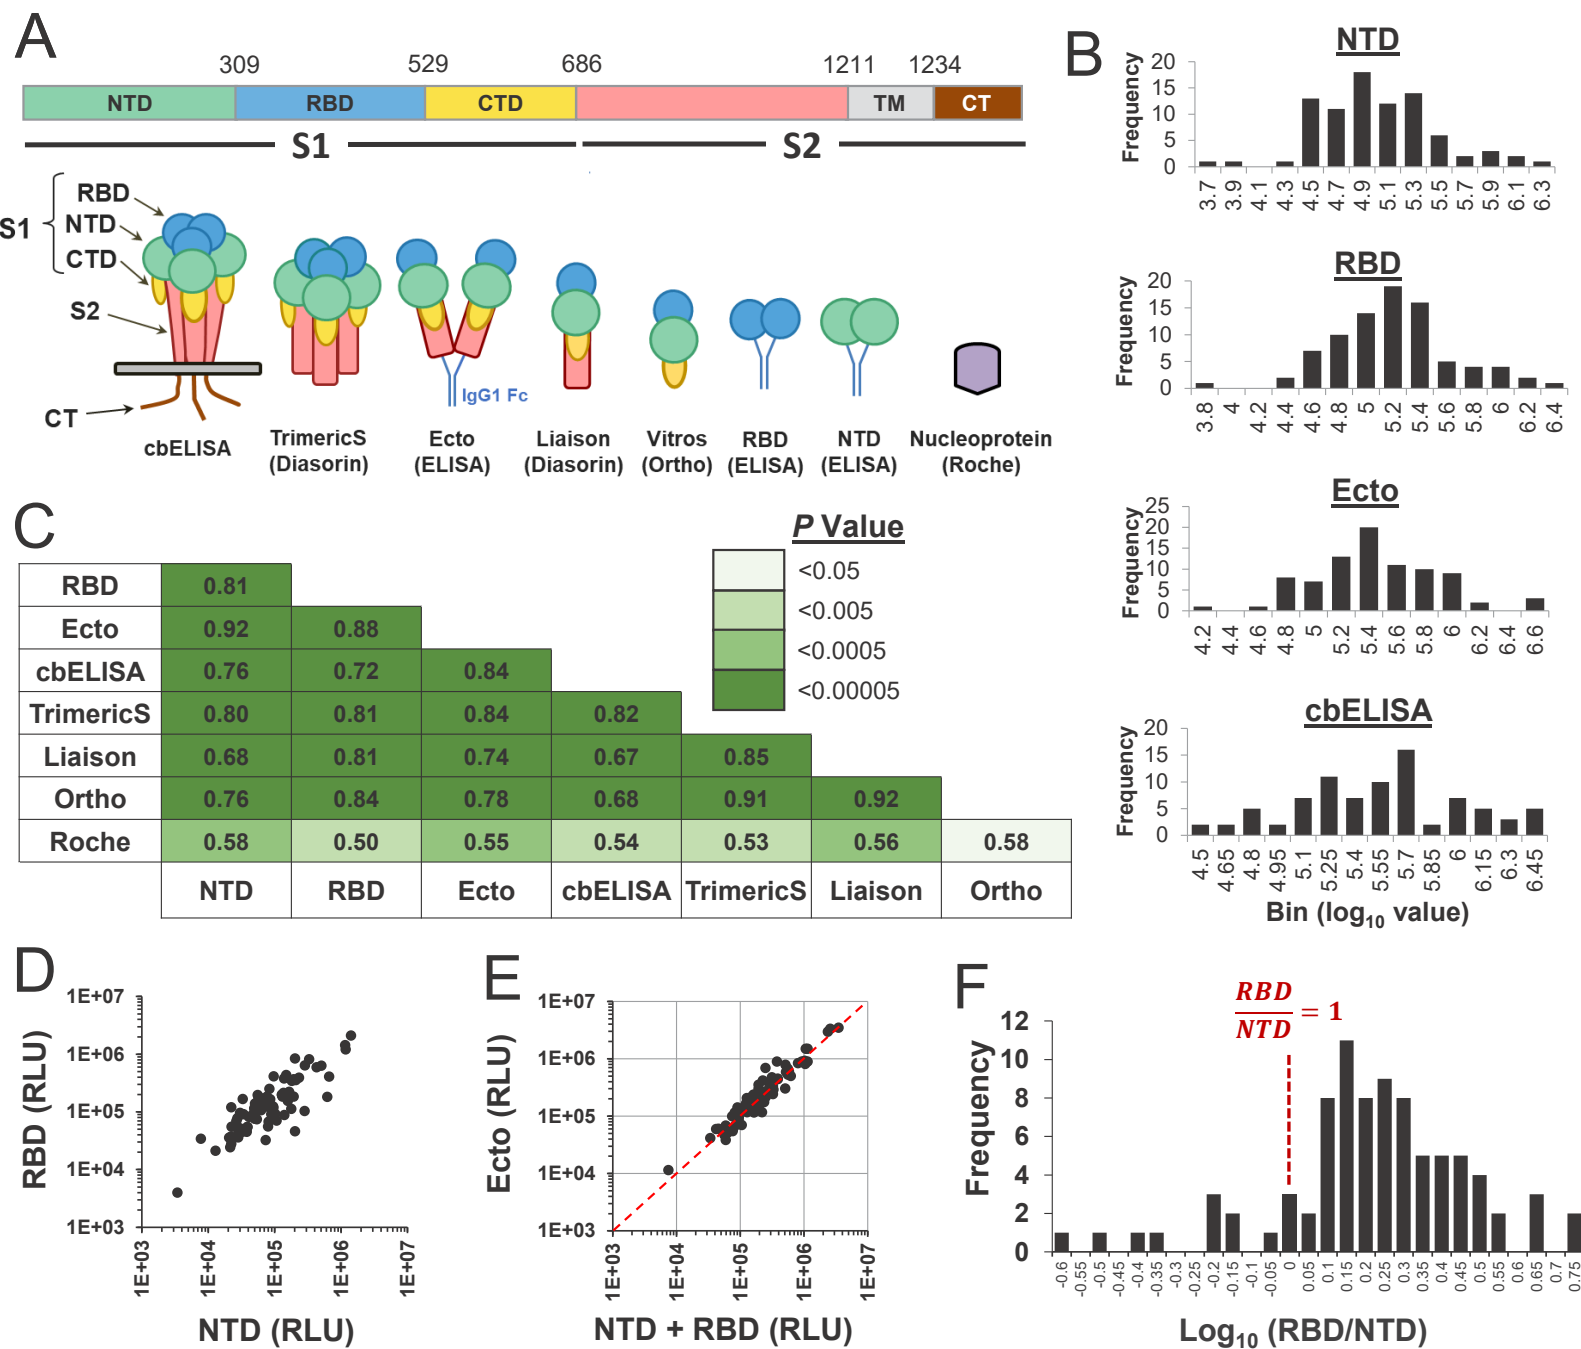 A
309 529 686 1211 1234
NTD RBD CTD TM CT
S1 S2
RBD
NTD
S1
CTD
S2
CT
IgG1 Fc
cbELISA
TrimericS
(Diasorin)
Ecto
(ELISA)
Liaison
(Diasorin)
Vitros
(Ortho)
RBD
(ELISA)
NTD
(ELISA)
Nucleoprotein
(Roche)
B
NTD
Frequency
20
15
10
5
0
3.7 3.9 4.1 4.3 4.5 4.7 4.9 5.1 5.3 5.5 5.7 5.9 6.1 6.3
RBD
Frequency
20
15
10
5
0
3.8 4 4.2 4.4 4.6 4.8 5 5.2 5.4 5.6 5.8 6 6.2 6.4
Ecto
Frequency
25
20
15
10
5
0
4.2 4.4 4.6 4.8 5 5.2 5.4 5.6 5.8 6 6.2 6.4 6.6
cbELISA
Frequency
20
15
10
5
0
4.5 4.65 4.8 4.95 5.1 5.25 5.4 5.55 5.7 5.85 6 6.15 6.3 6.45
Bin (log10 value)
C
P Value
<0.05
<0.005
<0.0005
<0.00005
RBD 0.81
Ecto 0.92 0.88
cbELISA 0.76 0.72 0.84
TrimericS 0.80 0.81 0.84 0.82
Liaison 0.68 0.81 0.74 0.67 0.85
Ortho 0.76 0.84 0.78 0.68 0.91 0.92
Roche 0.58 0.50 0.55 0.54 0.53 0.56 0.58
NTD RBD Ecto cbELISA TrimericS Liaison Ortho
D
RBD (RLU)
1E+07
1E+06
1E+05
1E+04
1E+03
1E+03 1E+04 1E+05 1E+06 1E+07
NTD (RLU)
E
Ecto (RLU)
1E+07
1E+06
1E+05
1E+04
1E+03
1E+03 1E+04 1E+05 1E+06 1E+07
NTD + RBD (RLU)
F
RBD
NTD
= 1
Frequency
12
10
8
6
4
2
0
-0.6 -0.55 -0.5 -0.45 -0.4 -0.35 -0.3 -0.25 -0.2 -0.15 -0.1 -0.05 0 0.05 0.1 0.15 0.2 0.25 0.3 0.35 0.4 0.45 0.5 0.55 0.6 0.65 0.7 0.75
Log10 (RBD/NTD)